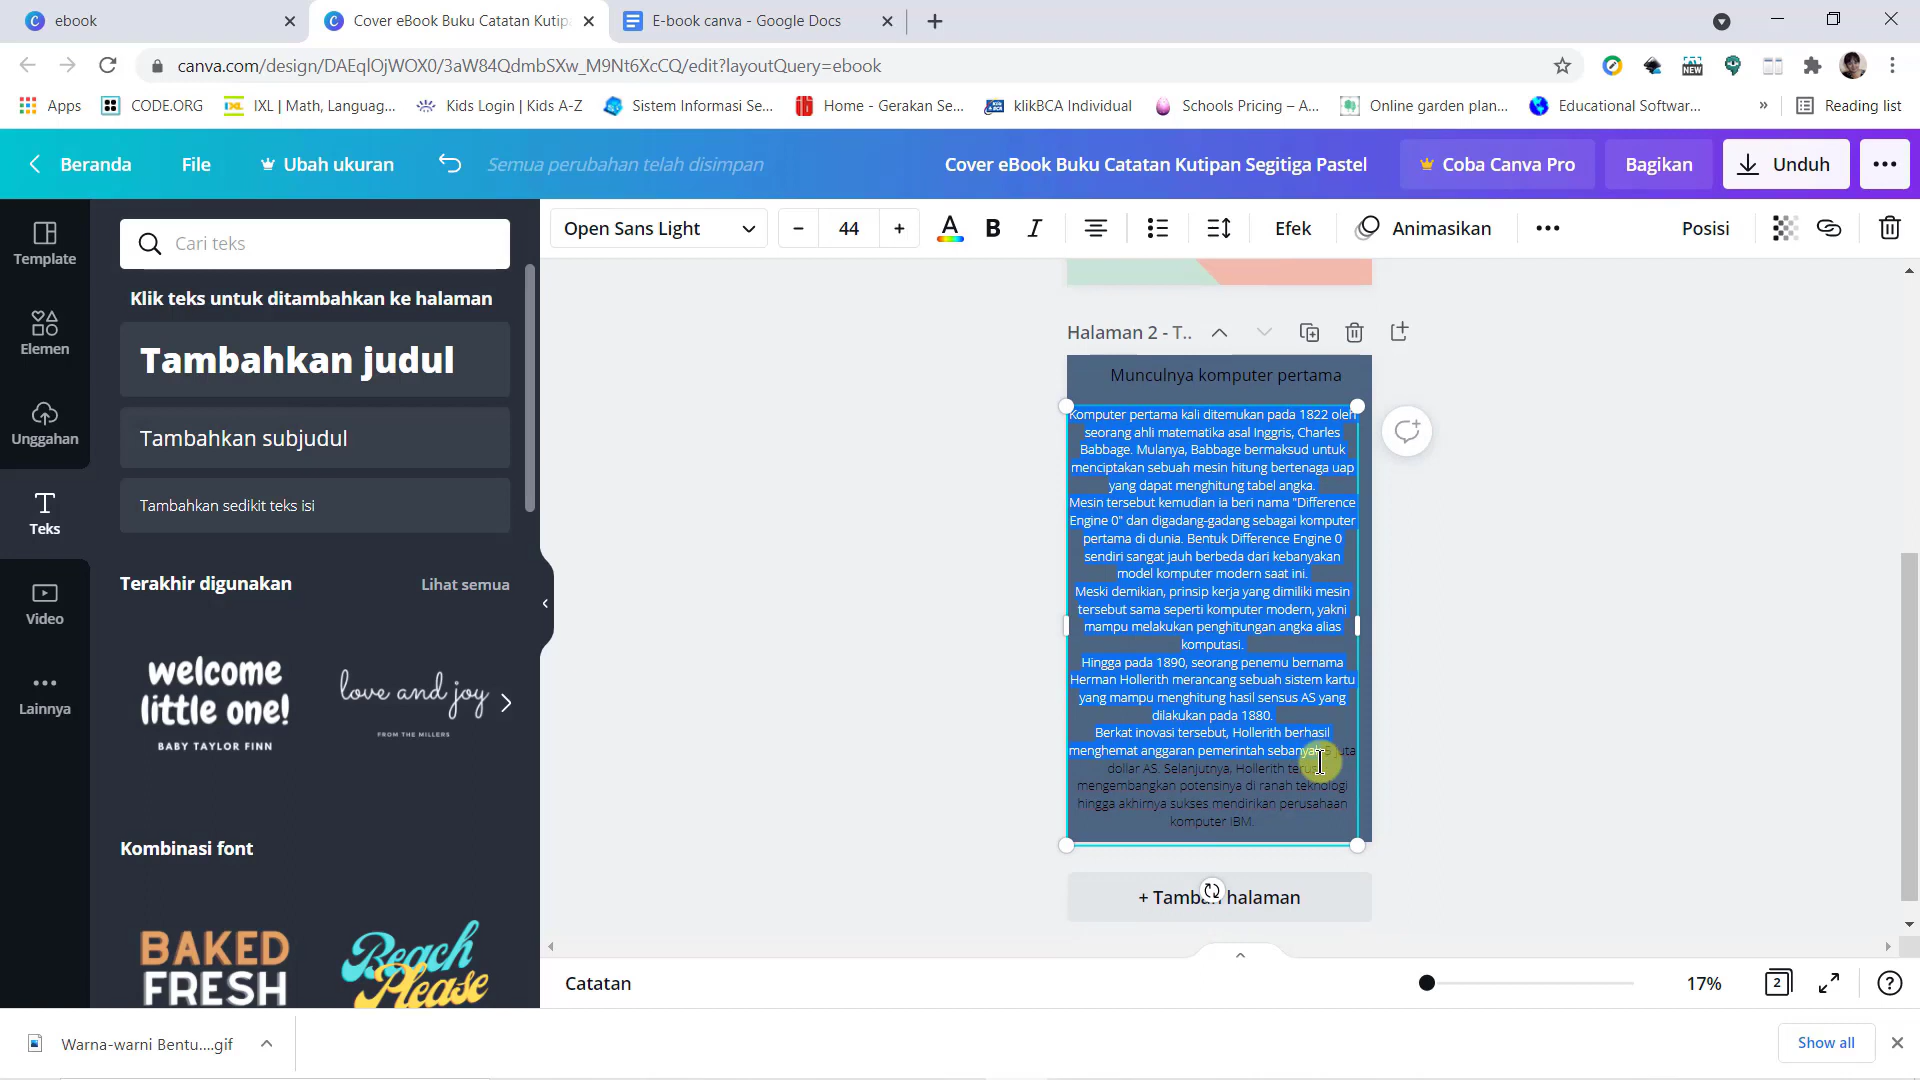 ebook
Cover eBook Buku Catatan Kutip
E-book canva - Google Docs
canva.com/design/DAEqlOjWOX0/3aW84QdmbSXw_M9Nt6XcCQ/edit?layoutQuery=ebook
Apps
CODE.ORG
IXL | Math, Languag...
Kids Login | Kids A-Z
Sistem Informasi Se...
Home - Gerakan Se...
klikBCA Individual
Schools Pricing – A...
Online garden plan...
Educational Softwar...
Reading list
Beranda
File
Ubah ukuran
Semua perubahan telah disimpan
Cover eBook Buku Catatan Kutipan Segitiga Pastel
Coba Canva Pro
Bagikan
Unduh
Template
Elemen
Unggahan
Teks
Video
Lainnya
Cari teks
Klik teks untuk ditambahkan ke halaman
Tambahkan judul
Tambahkan subjudul
Tambahkan sedikit teks isi
Terakhir digunakan
Lihat semua
welcome
little one!
BABY TAYLOR FINN
love and joy
FROM THE MILLERS
Kombinasi font
BAKED
FRESH
Beach
Please
Open Sans Light
44
A
B
I
Efek
Animasikan
Posisi
NEW
Halaman 2 - T..
Munculnya komputer pertama
Komputer pertama kali ditemukan pada 1822 oleh
seorang ahli matematika asal Inggris, Charles
Babbage. Mulanya, Babbage bermaksud untuk
menciptakan sebuah mesin hitung bertenaga uap
yang dapat menghitung tabel angka.
Mesin tersebut kemudian ia beri nama "Difference
Engine 0" dan digadang-gadang sebagai komputer
pertama di dunia. Bentuk Difference Engine 0
sendiri sangat jauh berbeda dari kebanyakan
model komputer modern saat ini.
Meski demikian, prinsip kerja yang dimiliki mesin
tersebut sama seperti komputer modern, yakni
mampu melakukan penghitungan angka alias
komputasi.
Hingga pada 1890, seorang penemu bernama
Herman Hollerith merancang sebuah sistem kartu
yang mampu menghitung hasil sensus AS yang
dilakukan pada 1880.
Berkat inovasi tersebut, Hollerith berhasil
menghemat anggaran pemerintah sebanyak juta
dollar AS. Selanjutnya, Hollerith terus
mengembangkan potensinya di ranah teknologi
hingga akhirnya sukses mendirikan perusahaan
komputer IBM.
+ Tambah halaman
Catatan
17%
2
Warna-warni Bentu....gif
Show all